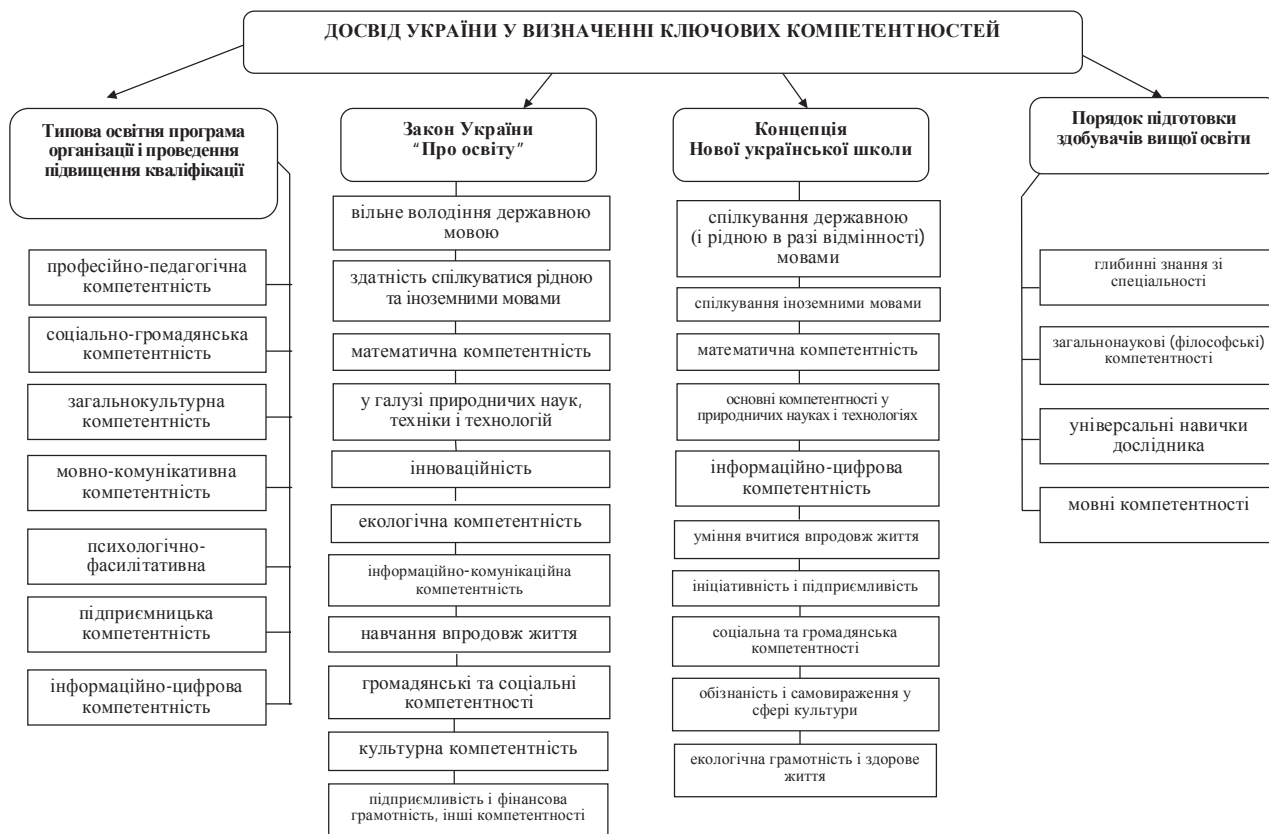 ДОСВІД УКРАЇНИ У ВИЗНАЧЕННІ КЛЮЧОВИХ КОМПЕТЕНТНОСТЕЙ
Типова освітня програма
організації і проведення
підвищення кваліфікації
професійно-педагогічна
компетентність
соціально-громадянська
компетентність
загальнокультурна
компетентність
мовно-комунікативна
компетентність
психологічно-
фасилітативна
підприємницька
компетентність
інформаційно-цифрова
компетентність
Закон України
“Про освіту”
вільне володіння державною
мовою
здатність спілкуватися рідною
та іноземними мовами
математична компетентність
у галузі природничих наук,
техніки і технологій
інноваційність
екологічна компетентність
інформаційно-комунікаційна
компетентність
навчання впродовж життя
громадянські та соціальні
компетентності
культурна компетентність
підприємливість і фінансова
грамотність, інші компетентності
Концепція
Нової української школи
спілкування державною
(і рідною в разі відмінності)
мовами
спілкування іноземними мовами
математична компетентність
основні компетентності у
природничих науках і технологіях
інформаційно-цифрова
компетентність
уміння вчитися впродовж життя
ініціативність і підприємливість
соціальна та громадянська
компетентності
обізнаність і самовираження у
сфері культури
екологічна грамотність і здорове
життя
Порядок підготовки
здобувачів вищої освіти
глибинні знання зі
спеціальності
загальнонаукові (філософські)
компетентності
універсальні навички
дослідника
мовні компетентності